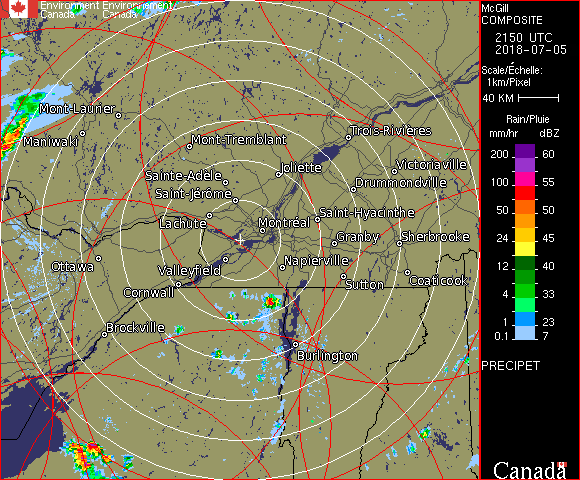 Environment Environnement
Canada Canada
McGill
COMPOSITE
2150 UTC
2018-07-05
Scale/Échelle:
1km/Pixel
40 KM
Rain/Pluie
mm/hr dBZ
200 60
100 55
50 50
24 45
12 40
4 33
1 23
0.1 7
PRECIPET
Canada
Mont-Laurier
Maniwaki
Mont-Tremblant
Trois-Rivières
Sainte-Adèle
Joliette
Victoriaville
Saint-Jérôme
Drummondville
Lachute
Montréal
Saint-Hyacinthe
Granby
Sherbrooke
Ottawa
Valleyfield
Napierville
Cornwall
Sutton
Coaticook
Brockville
Burlington